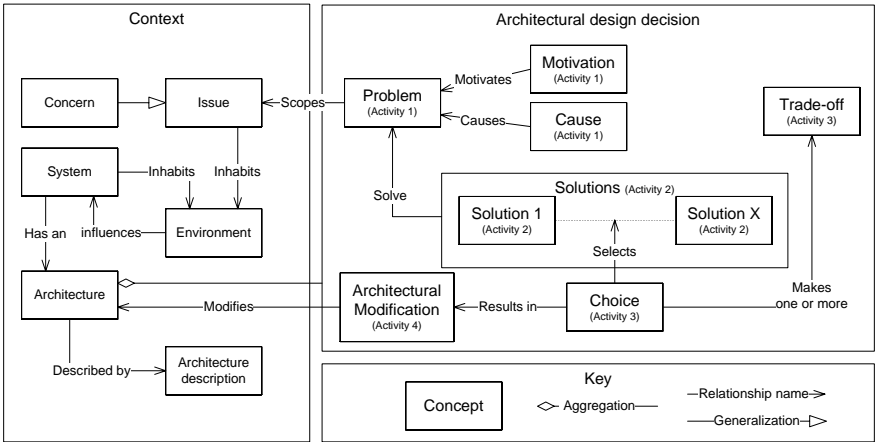 Context
Concern
Issue
System
Inhabits
Inhabits
Has an
influences
Environment
Architecture
Modifies
Described by
Architecture
description
Architectural design decision
Scopes
Problem
(Activity 1)
Motivates
Motivation
(Activity 1)
Causes
Cause
(Activity 1)
Trade-off
(Activity 3)
Solve
Solutions (Activity 2)
Solution 1
(Activity 2)
Solution X
(Activity 2)
Selects
Architectural
Modification
(Activity 4)
Results in
Choice
(Activity 3)
Makes
one or more
Key
Concept
Aggregation
Relationship name
Generalization